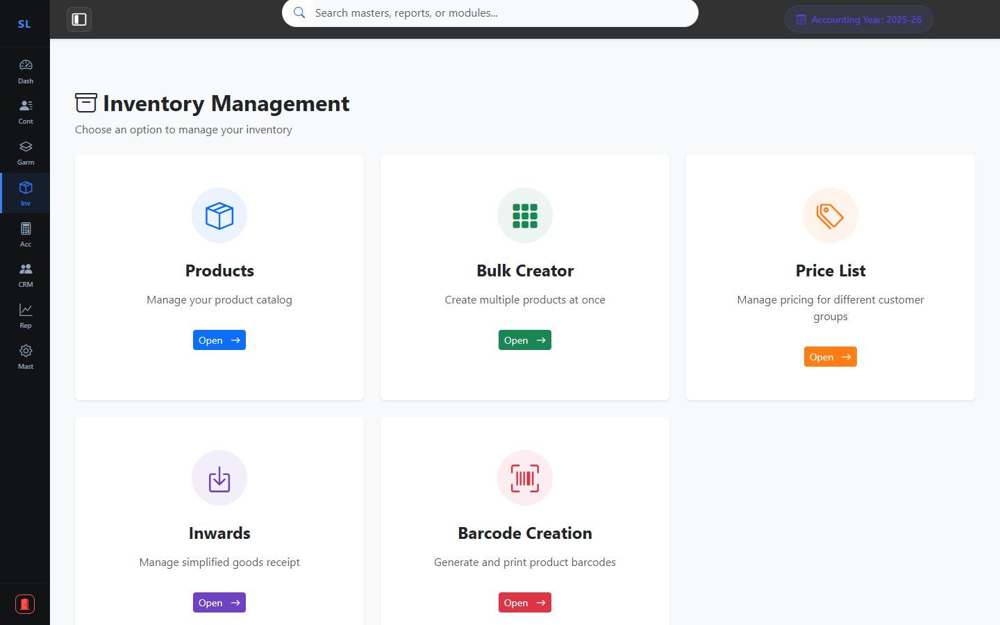 SL
Search masters, reports, or modules...
Accounting Year: 2025-26
Dash
Cont
Garm
Inv
Acc
CRM
Rep
Mast
Inventory Management
Choose an option to manage your inventory
Products
Manage your product catalog
Open
Bulk Creator
Create multiple products at once
Open
Price List
Manage pricing for different customer
groups
Open
Inwards
Manage simplified goods receipt
Open
Barcode Creation
Generate and print product barcodes
Open